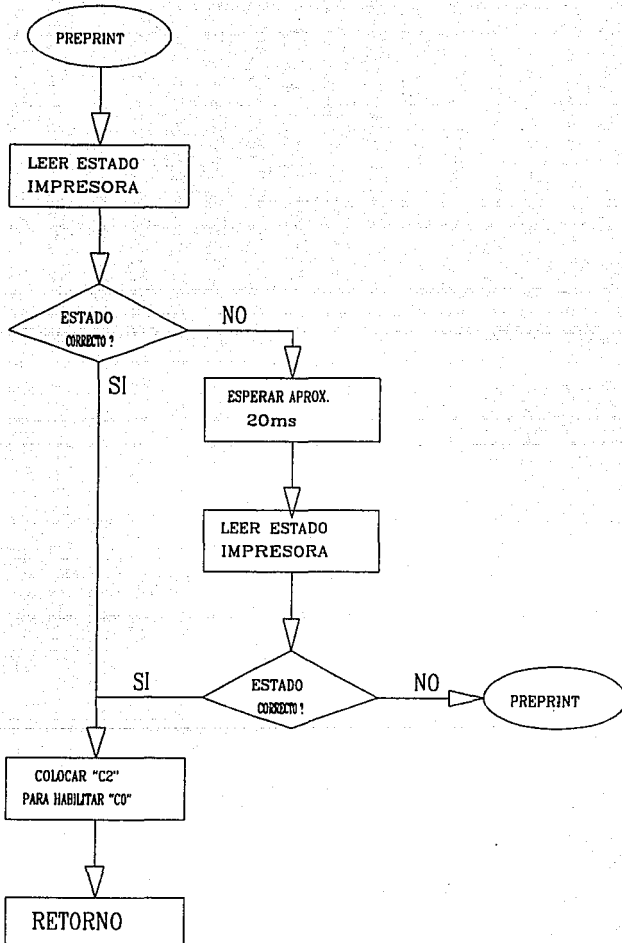 PREPRINT
LEER ESTADO
IMPRESORA
ESTADO
CORRECTO?
NO
SI
ESPERAR APROX.
20ms
LEER ESTADO
IMPRESORA
ESTADO
CORRECTO?
SI
NO
PREPRINT
COLOCAR "C2"
PARA HABILITAR "C0"
RETORNO